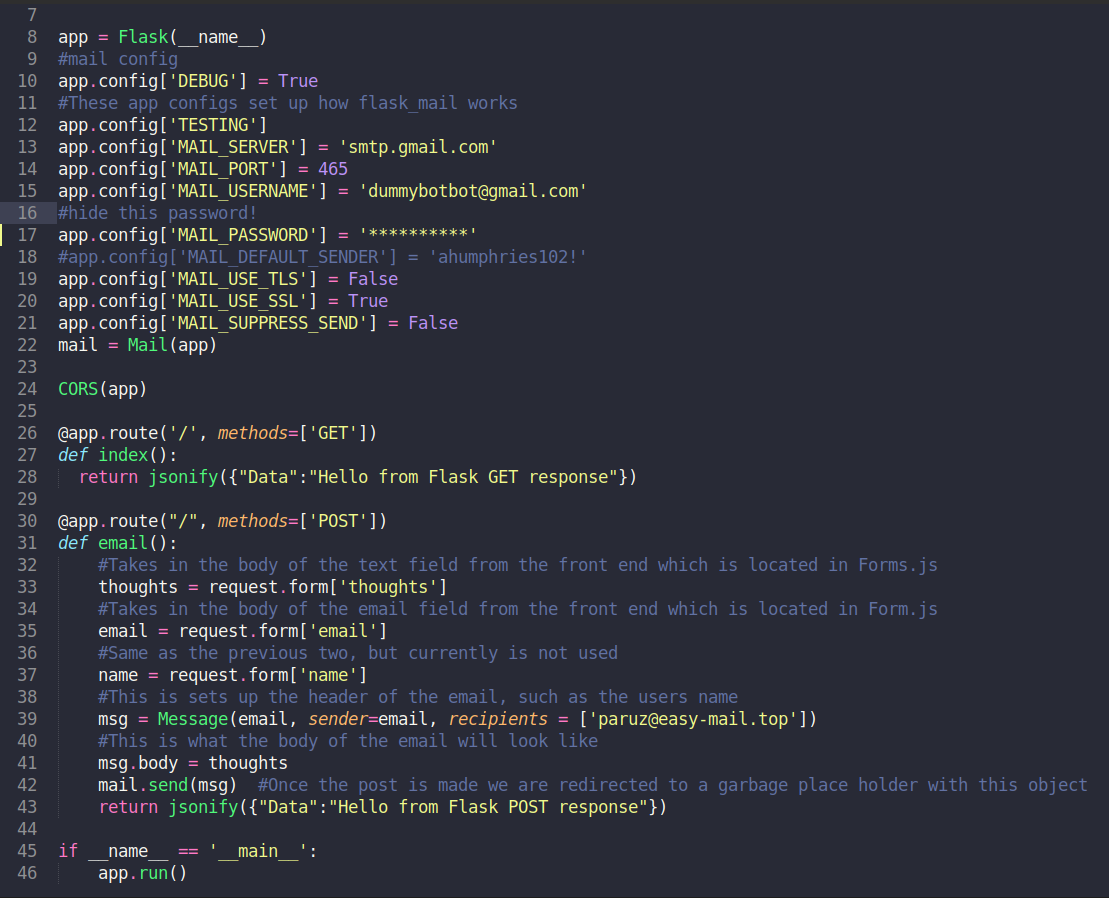 7
8 app = Flask(__name__)
9 #mail config
10 app.config['DEBUG'] = True
11 #These app configs set up how flask_mail works
12 app.config['TESTING']
13 app.config['MAIL_SERVER'] = 'smtp.gmail.com'
14 app.config['MAIL_PORT'] = 465
15 app.config['MAIL_USERNAME'] = 'dummybotbot@gmail.com'
16 #hide this password!
17 app.config['MAIL_PASSWORD'] = '**********'
18 #app.config['MAIL_DEFAULT_SENDER'] = 'ahumphries102!'
19 app.config['MAIL_USE_TLS'] = False
20 app.config['MAIL_USE_SSL'] = True
21 app.config['MAIL_SUPPRESS_SEND'] = False
22 mail = Mail(app)
23
24 CORS(app)
25
26 @app.route('/', methods=['GET'])
27 def index():
28   return jsonify({"Data":"Hello from Flask GET response"})
29
30 @app.route("/", methods=['POST'])
31 def email():
32     #Takes in the body of the text field from the front end which is located in Forms.js
33     thoughts = request.form['thoughts']
34     #Takes in the body of the email field from the front end which is located in Form.js
35     email = request.form['email']
36     #Same as the previous two, but currently is not used
37     name = request.form['name']
38     #This is sets up the header of the email, such as the users name
39     msg = Message(email, sender=email, recipients = ['paruz@easy-mail.top'])
40     #This is what the body of the email will look like
41     msg.body = thoughts
42     mail.send(msg)  #Once the post is made we are redirected to a garbage place holder with this object
43     return jsonify({"Data":"Hello from Flask POST response"})
44
45 if __name__ == '__main__':
46     app.run()